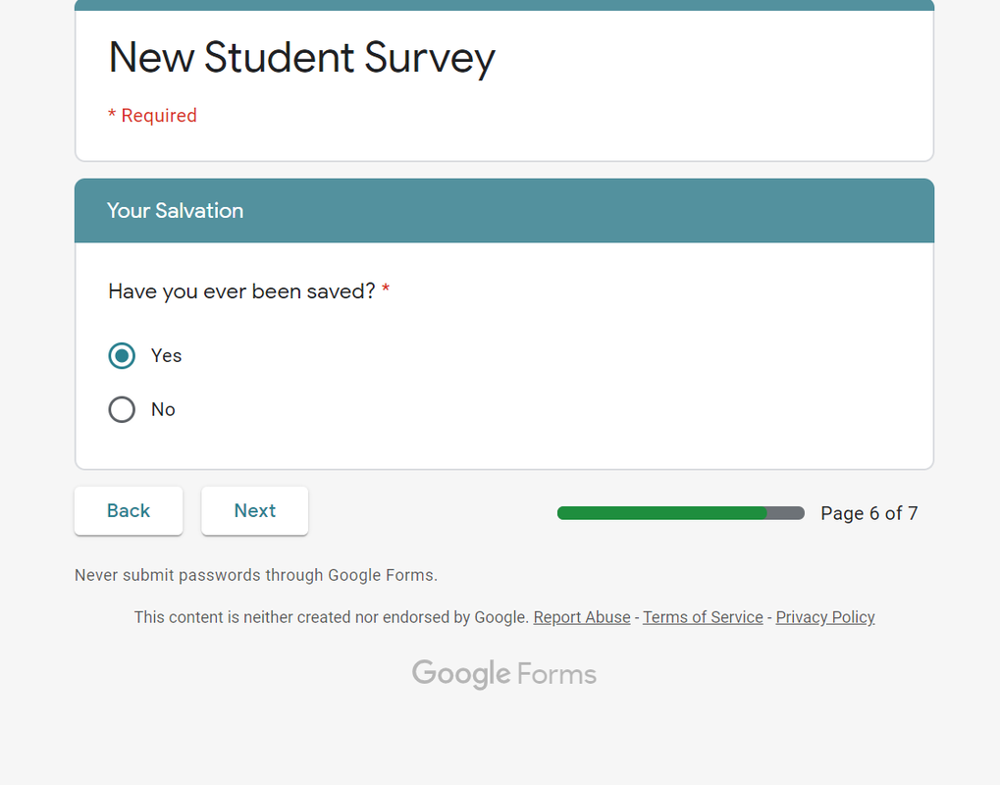 New Student Survey
* Required
Your Salvation
Have you ever been saved? *
Yes
No
Back
Next
Page 6 of 7
Never submit passwords through Google Forms.
This content is neither created nor endorsed by Google. Report Abuse - Terms of Service - Privacy Policy
Google Forms